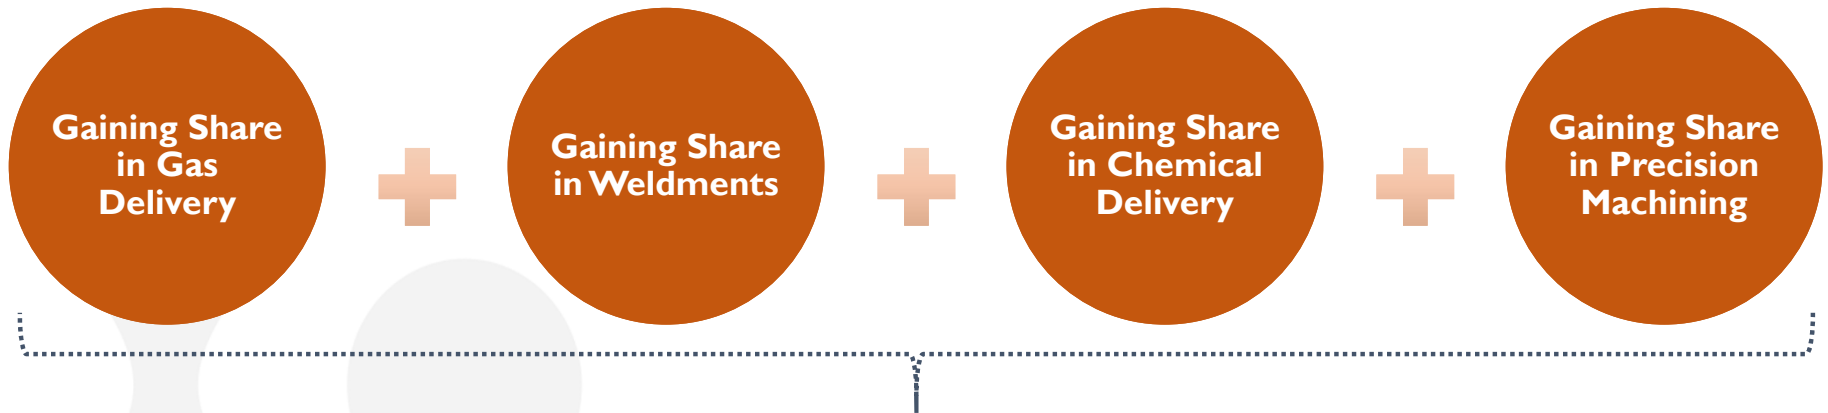 Gaining Share
in Gas
Delivery
Gaining Share
in Weldments
Gaining Share
in Chemical
Delivery
Gaining Share
in Precision
Machining